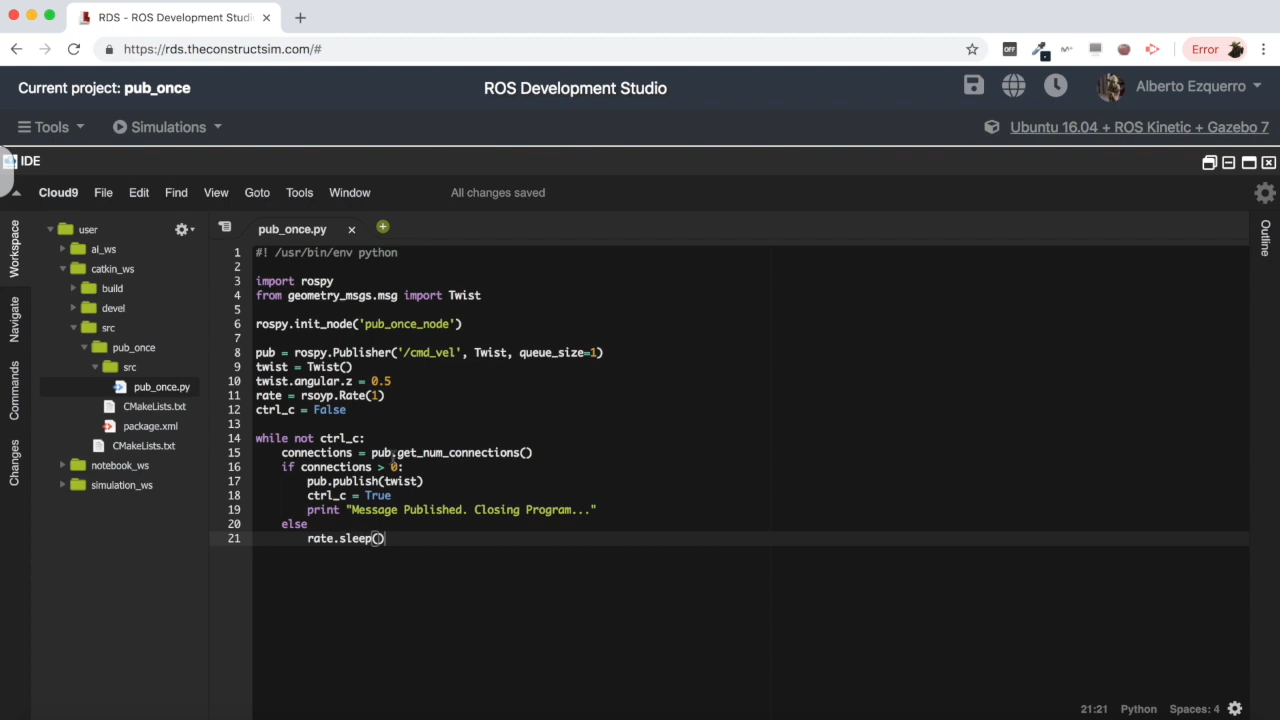 RDS - ROS Development Studi
https://rds.theconstructsim.com/#
OFF
Error
Current project: pub_once
ROS Development Studio
Alberto Ezquerro
Tools
Simulations
Ubuntu 16.04 + ROS Kinetic + Gazebo 7
IDE
Cloud9 File Edit Find View Goto Tools Window
All changes saved
Workspace
Navigate
Commands
Changes
user
ai_ws
catkin_ws
build
devel
src
pub_once
src
pub_once.py
CMakeLists.txt
package.xml
CMakeLists.txt
notebook_ws
simulation_ws
pub_once.py
1 #! /usr/bin/env python
2
3 import rospy
4 from geometry_msgs.msg import Twist
5
6 rospy.init_node('pub_once_node')
7
8 pub = rospy.Publisher('/cmd_vel', Twist, queue_size=1)
9 twist = Twist()
10 twist.angular.z = 0.5
11 rate = rsoyp.Rate(1)
12 ctrl_c = False
13
14 while not ctrl_c:
15 connections = pub.get_num_connections()
16 if connections > 0:
17 pub.publish(twist)
18 ctrl_c = True
19 print "Message Published. Closing Program..."
20 else
21 rate.sleep()
Outline
21:21 Python Spaces: 4